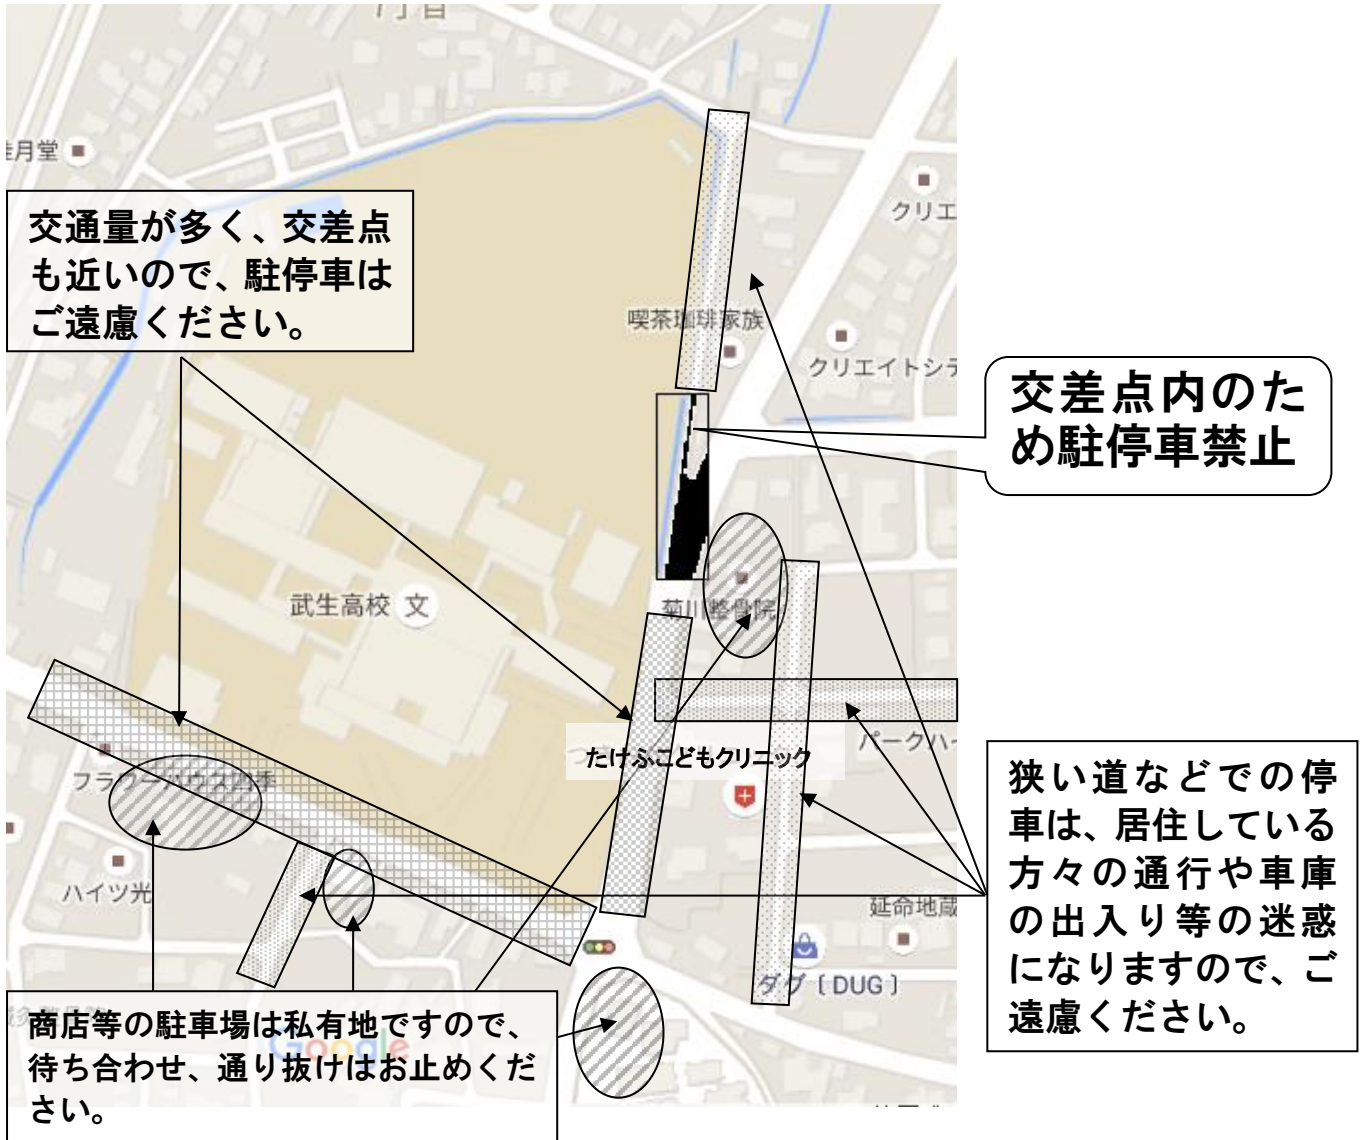 7丁目
月堂
クリエ
交通量が多く、交差点
も近いので、駐停車は
ご遠慮ください。
喫茶珈琲家族
クリエイトシテ
交差点内のた
め駐停車禁止
武生高校 文
菊川整骨院
たけふこどもクリニック
パークハイ
フラワーハウス四季
ハイツ光
狭い道などでの停
車は、居住している
方々の通行や車庫
の出入り等の迷惑
になりますので、ご
遠慮ください。
延命地蔵
ダグ〔DUG〕
商店等の駐車場は私有地ですので、
待ち合わせ、通り抜けはお止めくだ
さい。
Google